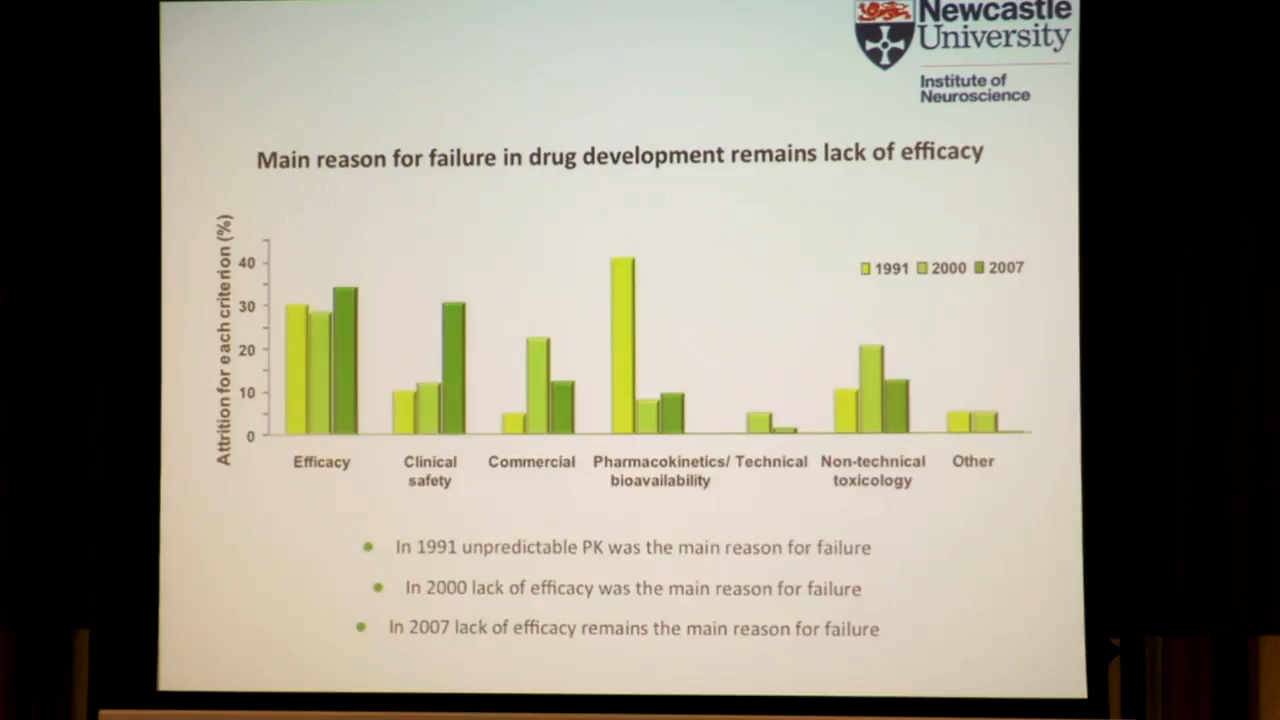 Newcastle
University
Institute of
Neuroscience
Main reason for failure in drug development remains lack of efficacy
Attrition for each criterion (%)
40
30
20
10
0
1991 2000 2007
Efficacy Clinical Commercial Pharmacokinetics/ Technical Non-technical Other
safety bioavailability toxicology
In 1991 unpredictable PK was the main reason for failure
In 2000 lack of efficacy was the main reason for failure
In 2007 lack of efficacy remains the main reason for failure